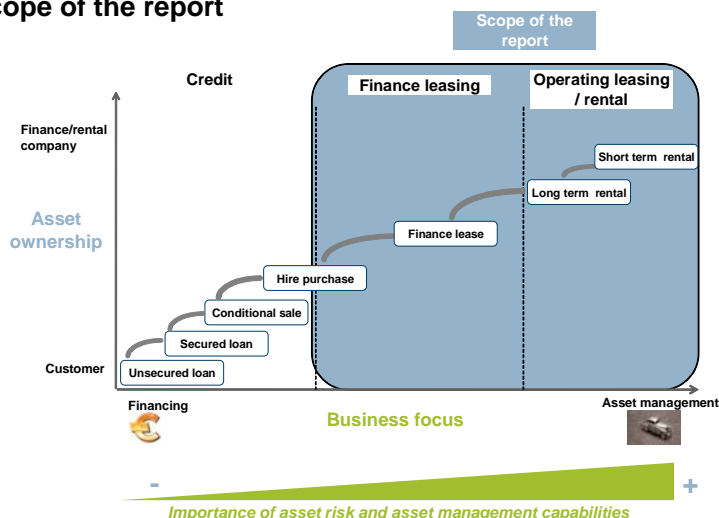 cope of the report
Scope of the
report
Credit
Finance leasing
Operating leasing
/ rental
Finance/rental
company
Short term  rental
Long term  rental
Asset
ownership
Finance lease
Hire purchase
Conditional sale
Secured loan
Customer
Unsecured loan
Financing
Asset management
Business focus
-
+
Importance of asset risk and asset management capabilities